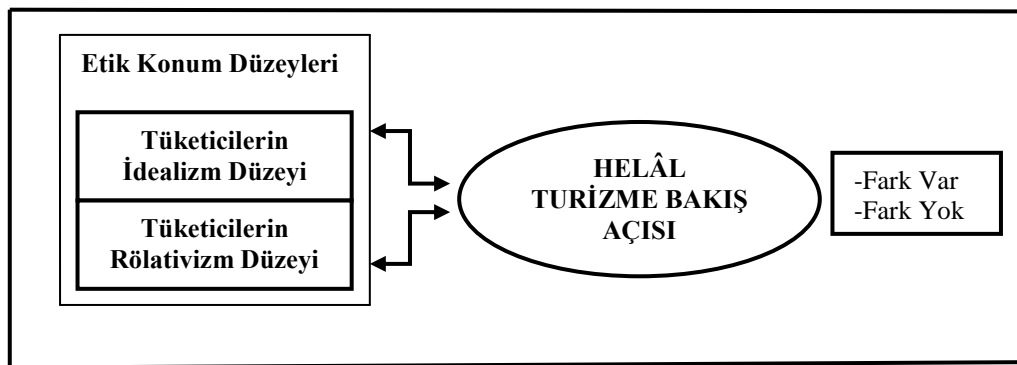 Etik Konum Düzeyleri
Tüketicilerin
İdealizm Düzeyi
Tüketicilerin
Rölativizm Düzeyi
HELÂL
TURİZME BAKIŞ
AÇISI
-Fark Var
-Fark Yok